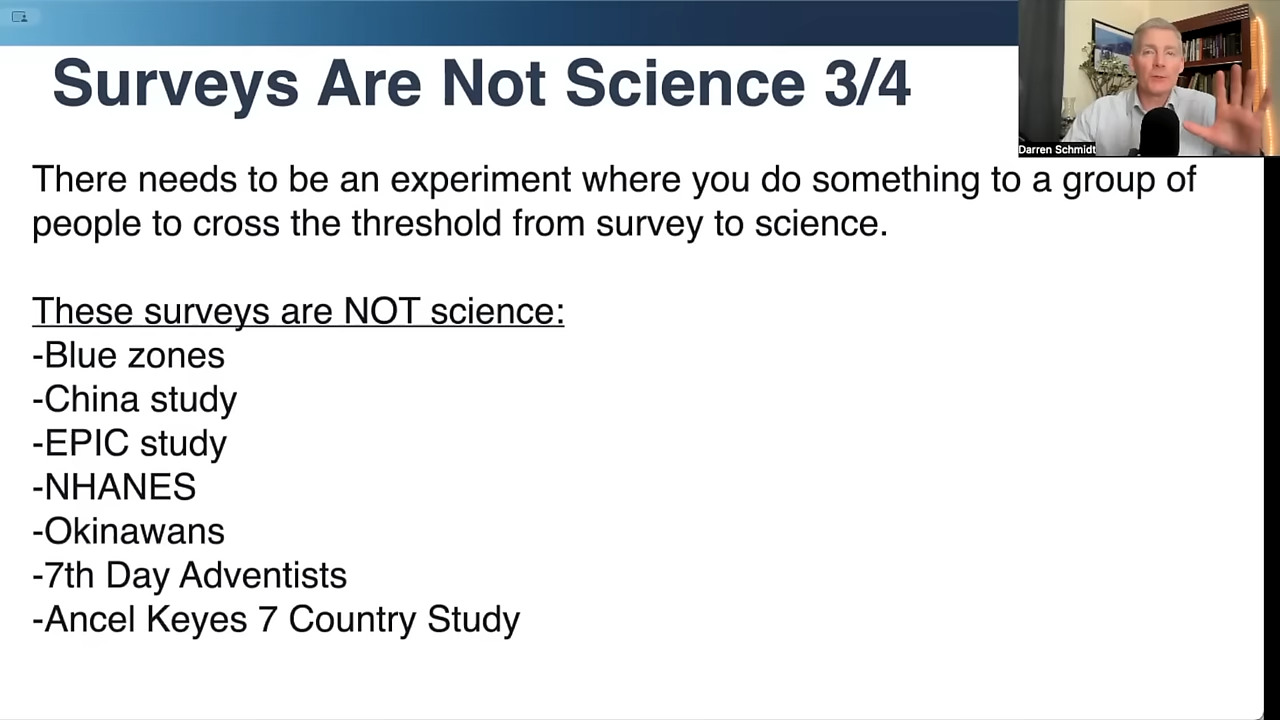 Surveys Are Not Science 3/4
Darren Schmidt
There needs to be an experiment where you do something to a group of
people to cross the threshold from survey to science.
These surveys are NOT science:
-Blue zones
-China study
-EPIC study
-NHANES
-Okinawans
-7th Day Adventists
-Ancel Keyes 7 Country Study